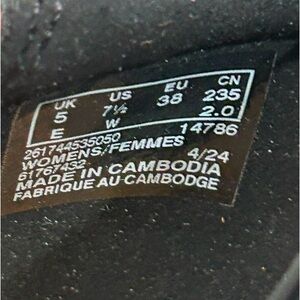 UK US EU CN
5 7½ 38 235
E W 2.0
261744535050 14786
WOMENS/FEMMES
61767432 4/24
MADE IN CAMBODIA
FABRIQUE AU CAMBODGE